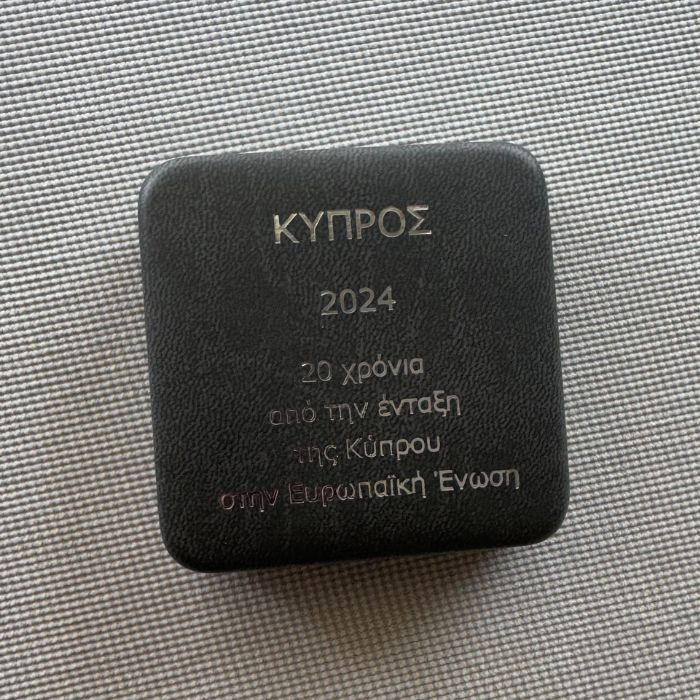 ΚΥΠΡΟΣ
2024
20 χρόνια
από την ένταξη
της Κύπρου
στην Ευρωπαϊκή Ένωση